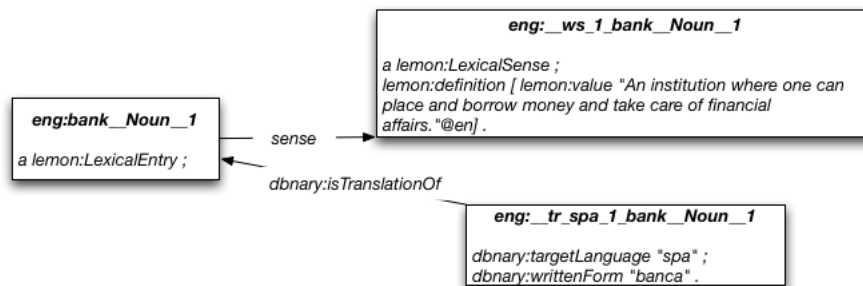 eng:__ws_1_bank__Noun__1
a lemon:LexicalSense ;
lemon:definition [ lemon:value "An institution where one can
place and borrow money and take care of financial
affairs."@en] .
eng:bank__Noun__1
a lemon:LexicalEntry ;
sense
dbnary:isTranslationOf
eng:__tr_spa_1_bank__Noun__1
dbnary:targetLanguage "spa" ;
dbnary:writtenForm "banca" .